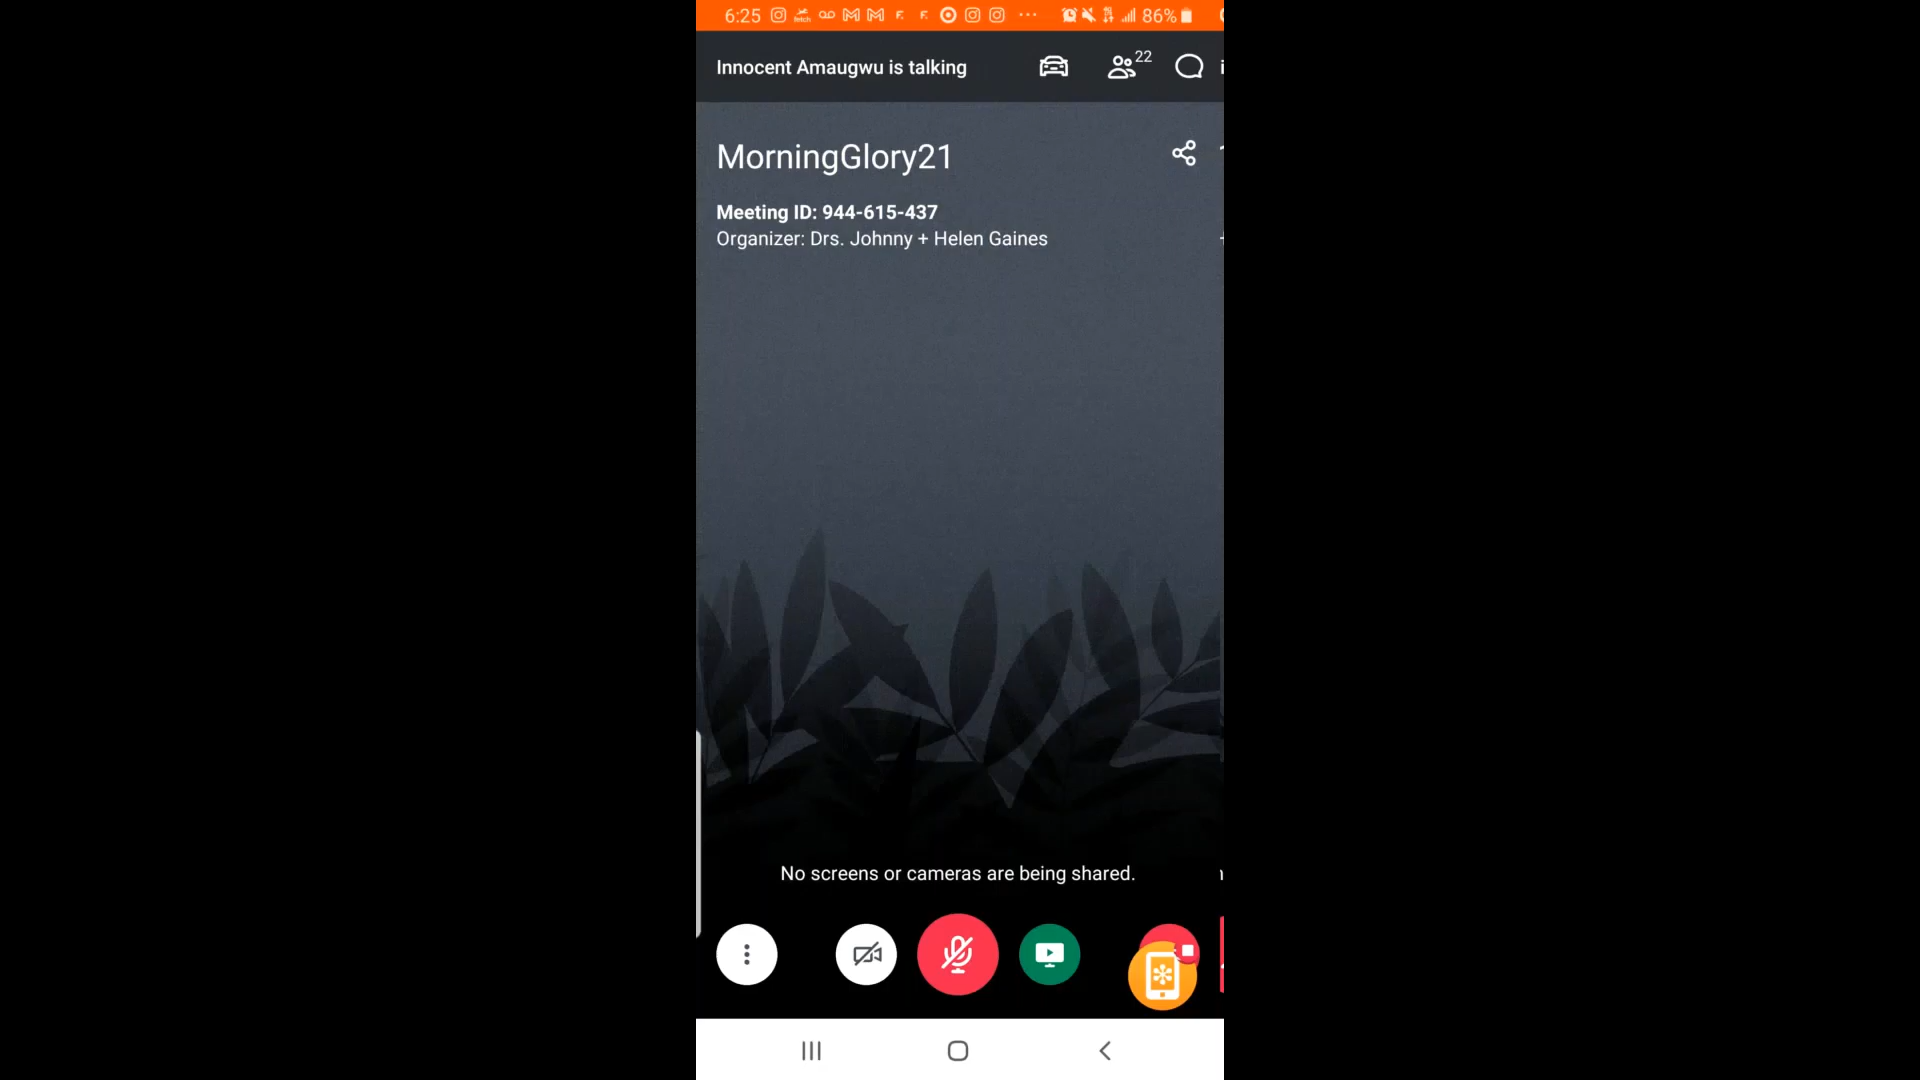 6:25 fetch 86%
Innocent Amaugwu is talking 22
MorningGlory21
Meeting ID: 944-615-437
Organizer: Drs. Johnny + Helen Gaines
No screens or cameras are being shared.